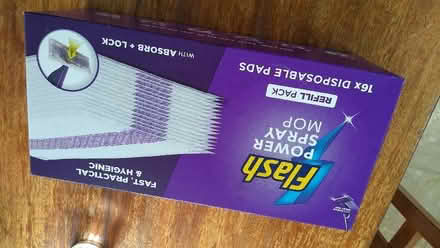 Flash
POWER
SPRAY
MOP
REFILL PACK
16x DISPOSABLE PADS
WITH ABSORB + LOCK
FAST, PRACTICAL
& HYGIENIC